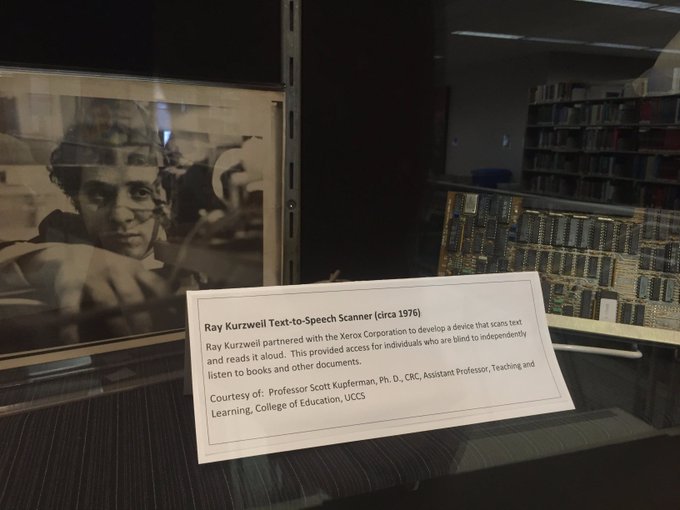 Ray Kurzweil Text-to-Speech Scanner (circa 1976)
Ray Kurzweil partnered with the Xerox Corporation to develop a device that scans text
and reads it aloud.  This provided access for individuals who are blind to independently
listen to books and other documents.
Courtesy of:  Professor Scott Kupferman, Ph. D., CRC, Assistant Professor, Teaching and
Learning, College of Education, UCCS